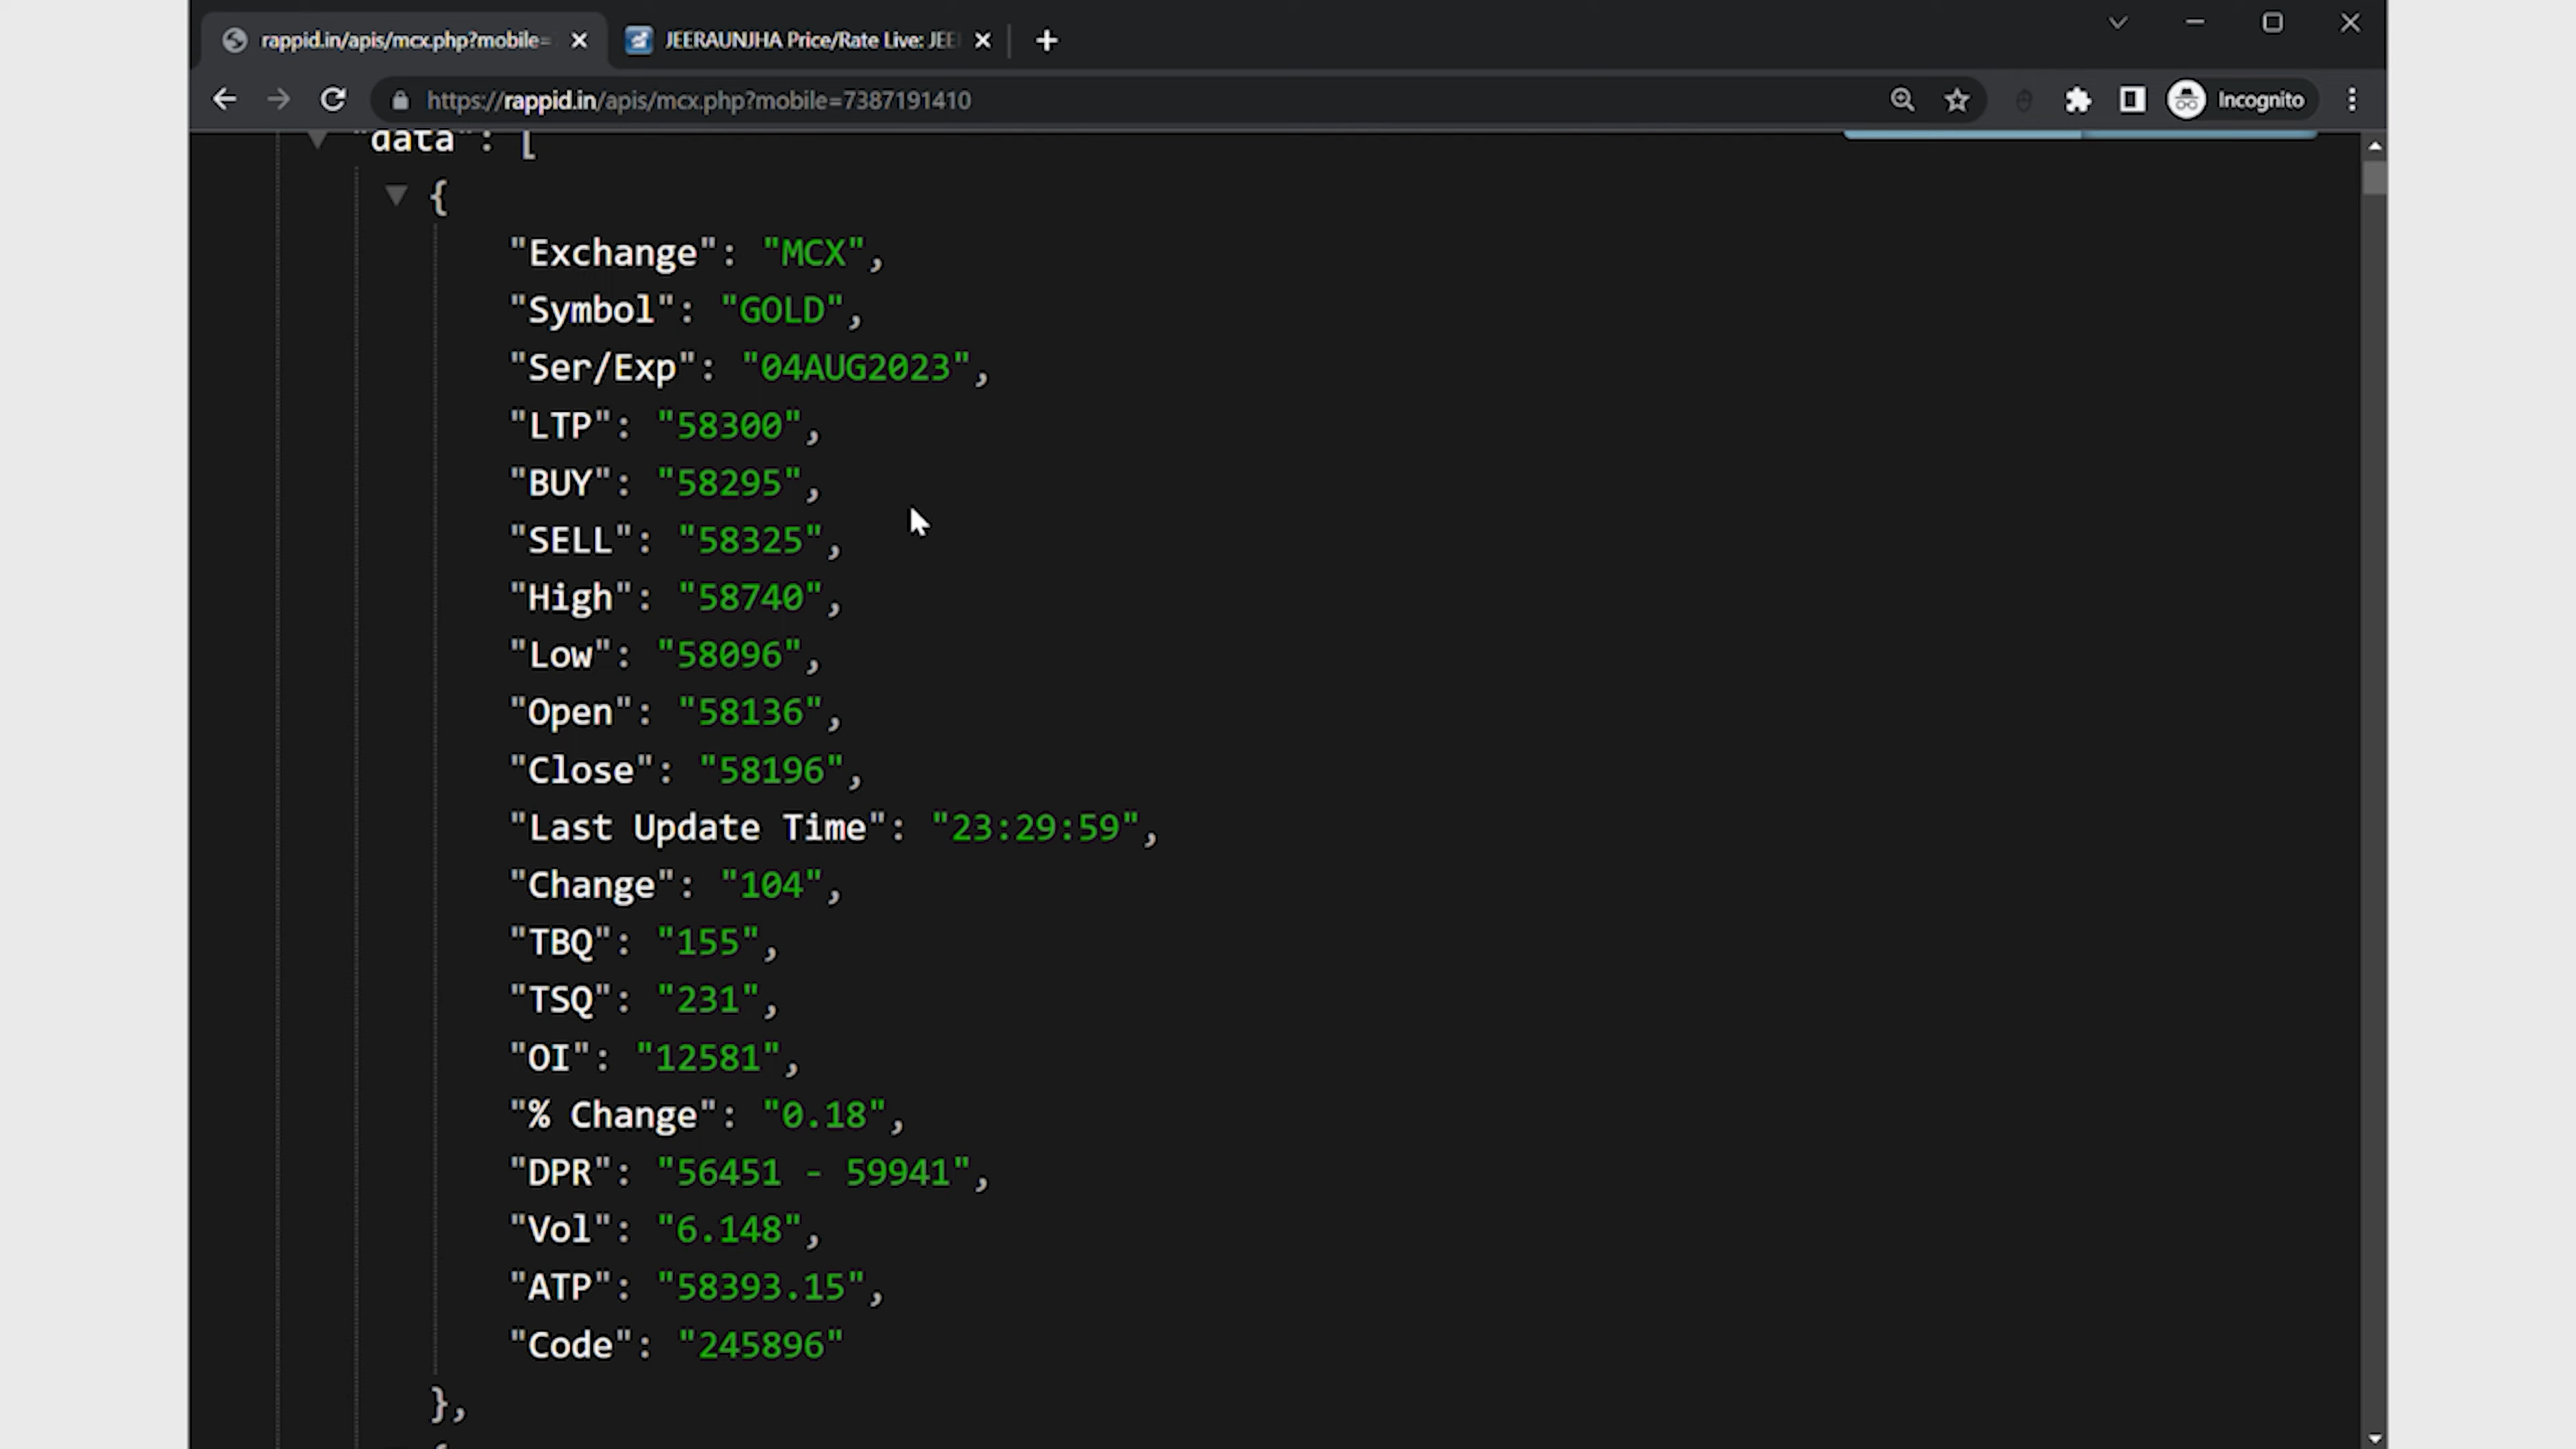 rappid.in/apis/mcx.php?mobile=
JEERAUNJHA Price/Rate Live: JEE
https://rappid.in/apis/mcx.php?mobile=7387191410
Incognito
"data": [
{
"Exchange": "MCX",
"Symbol": "GOLD",
"Ser/Exp": "04AUG2023",
"LTP": "58300",
"BUY": "58295",
"SELL": "58325",
"High": "58740",
"Low": "58096",
"Open": "58136",
"Close": "58196",
"Last Update Time": "23:29:59",
"Change": "104",
"TBQ": "155",
"TSQ": "231",
"OI": "12581",
"% Change": "0.18",
"DPR": "56451 - 59941",
"Vol": "6.148",
"ATP": "58393.15",
"Code": "245896"
},